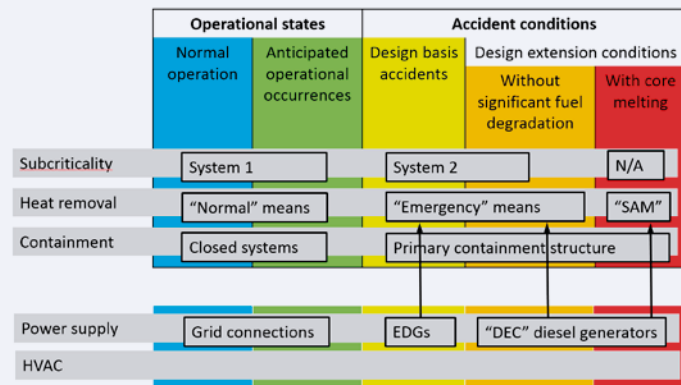 Operational states
Accident conditions
Normal operation
Anticipated operational occurrences
Design basis accidents
Design extension conditions
Without significant fuel degradation
With core melting
Subcriticality
System 1
System 2
N/A
Heat removal
“Normal” means
“Emergency” means
“SAM”
Containment
Closed systems
Primary containment structure
Power supply
Grid connections
EDGs
“DEC” diesel generators
HVAC